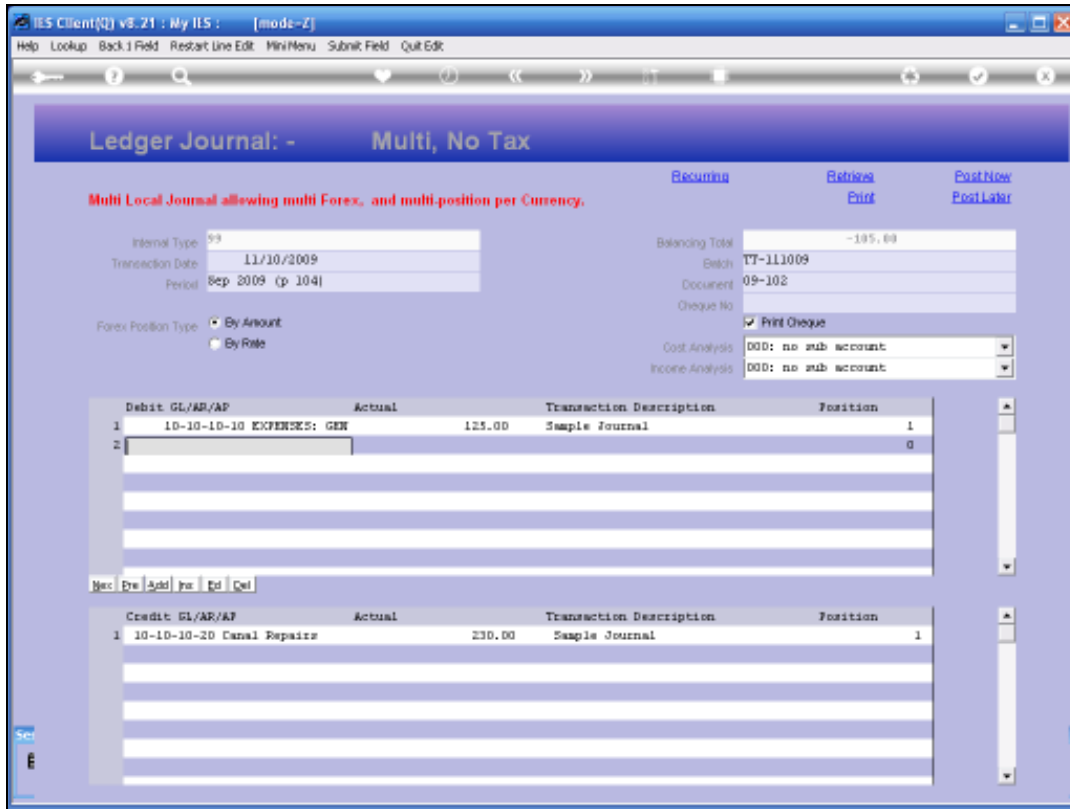 IES Client(Q) v8.21 : My IES : [mode-Z]
Help Lookup Back 1 Field Restart Line Edit MiniMenu Submit Field Quit Edit
Ledger Journal: - Multi, No Tax
Recurring Retrieve Post Now
Print Post Later
Multi Local Journal allowing multi Forex, and multi-position per Currency.
Internal Type 99
Transaction Date 11/10/2009
Period Sep 2009 (p 104)
Balancing Total -105.00
Batch TT-111009
Document 09-102
Cheque No
Forex Position Type By Amount
By Rate
Print Cheque
Cost Analysis 000: no sub account
Income Analysis 000: no sub account
Debit GL/AR/AP Actual Transaction Description Position
1 10-10-10-10 EXPENSES: GEN 125.00 Sample Journal 1
2 0
Nex Pre Add Ins Ed Del
Credit GL/AR/AP Actual Transaction Description Position
1 10-10-10-20 Canal Repairs 230.00 Sample Journal 1